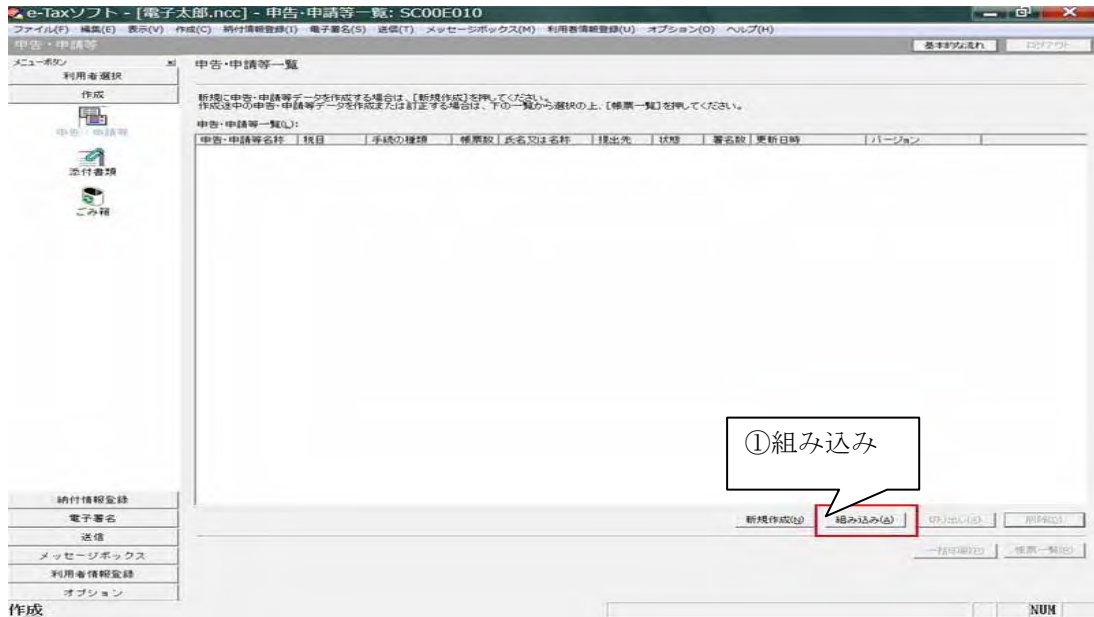 e-Taxソフト - [電子太郎.ncc] - 申告・申請等一覧: SC00E010
ファイル(F) 編集(E) 表示(V) 作成(C) 納付情報登録(I) 電子署名(S) 送信(T) メッセージボックス(M) 利用者情報登録(U) オプション(O) ヘルプ(H)
申告・申請等
基本的な流れ
ログアウト
メニューボタン
利用者選択
作成
申告・申請等
添付書類
ごみ箱
申告・申請等一覧
新規に申告・申請等データを作成する場合は、[新規作成]を押してください。
作成途中の申告・申請等データを作成または訂正する場合は、下の一覧から選択の上、[帳票一覧]を押してください。
申告・申請等一覧(L):
申告・申請等名称 税目 手続の種類 帳票数 氏名又は名称 提出先 状態 署名数 更新日時 バージョン
①組み込み
新規作成(N) 組み込み(A) 切り出し(X) 削除(D)
帳票一覧(E)
納付情報登録
電子署名
送信
メッセージボックス
利用者情報登録
オプション
作成
NUM